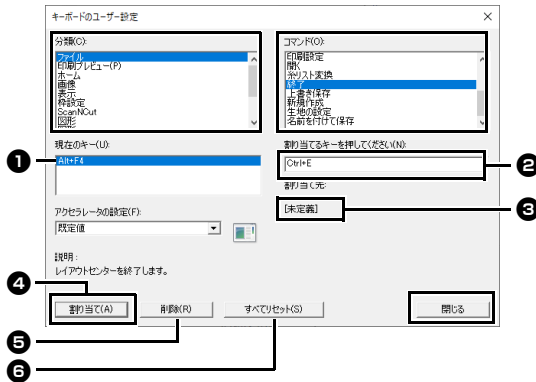 キーボードのユーザー設定
分類(C):
ファイル
印刷プレビュー(P)
ホーム
画像
表示
枠設定
ScanNCut
図形
コマンド(O):
印刷設定
開く
糸リスト変換
終了
上書き保存
新規作成
生地の設定
名前を付けて保存
現在のキー(U):
Alt+F4
割り当てるキーを押してください(N):
Ctrl+E
割り当て先:
[未定義]
アクセラレータの設定(F):
既定値
説明:
レイアウトセンターを終了します。
割り当て(A)
削除(R)
すべてリセット(S)
閉じる
1
2
3
4
5
6